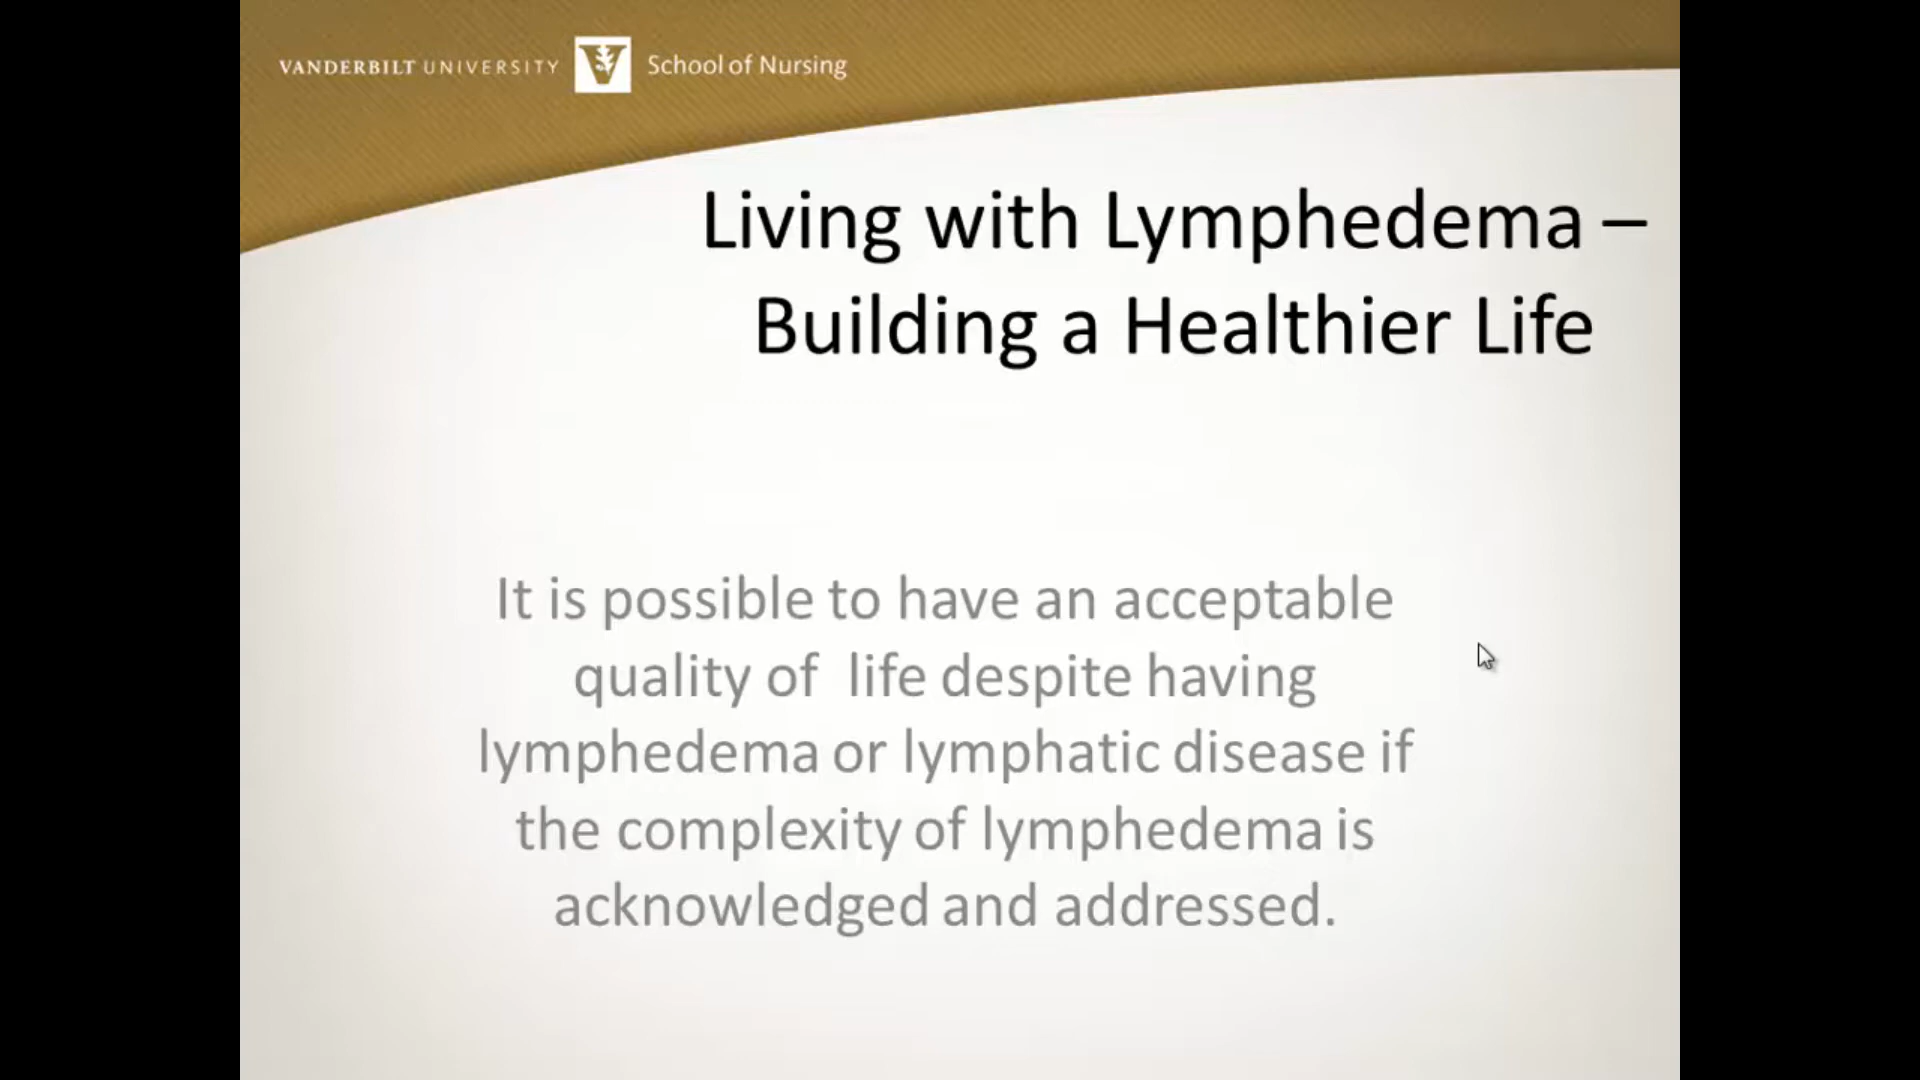 VANDERBILT UNIVERSITY V School of Nursing
Living with Lymphedema –
Building a Healthier Life
It is possible to have an acceptable
quality of life despite having
lymphedema or lymphatic disease if
the complexity of lymphedema is
acknowledged and addressed.